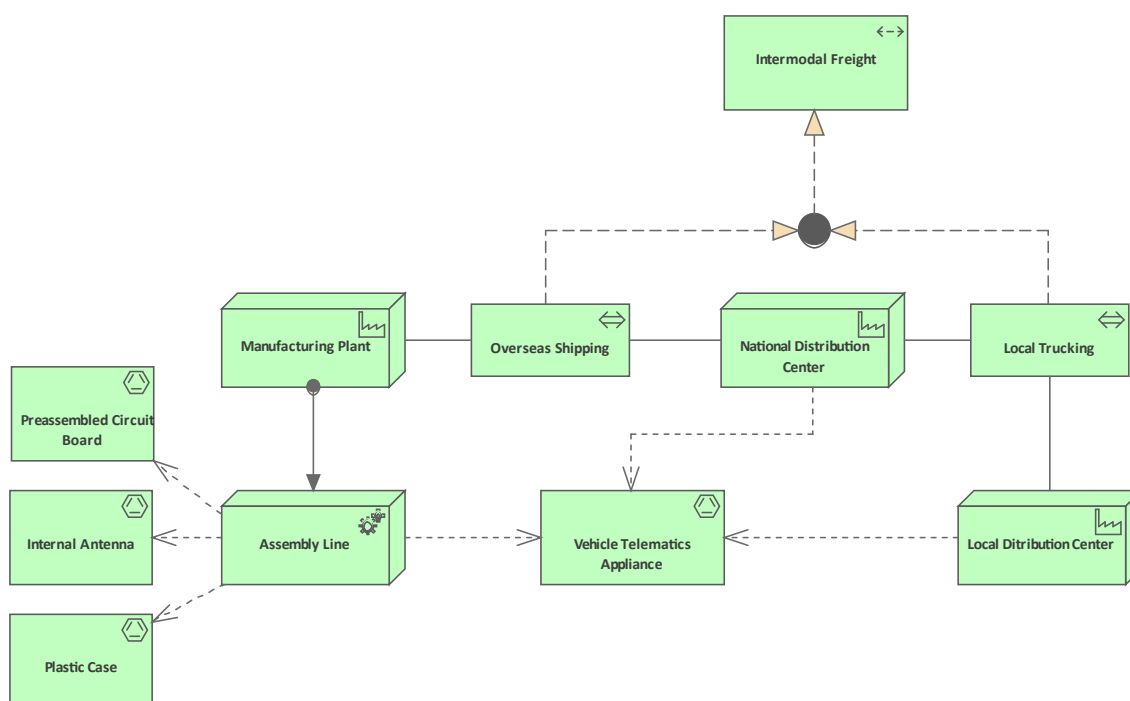 Intermodal Freight
Manufacturing Plant
Overseas Shipping
National Distribution
Center
Local Trucking
Preassembled Circuit
Board
Internal Antenna
Assembly Line
Vehicle Telematics
Appliance
Local Ditribution Center
Plastic Case